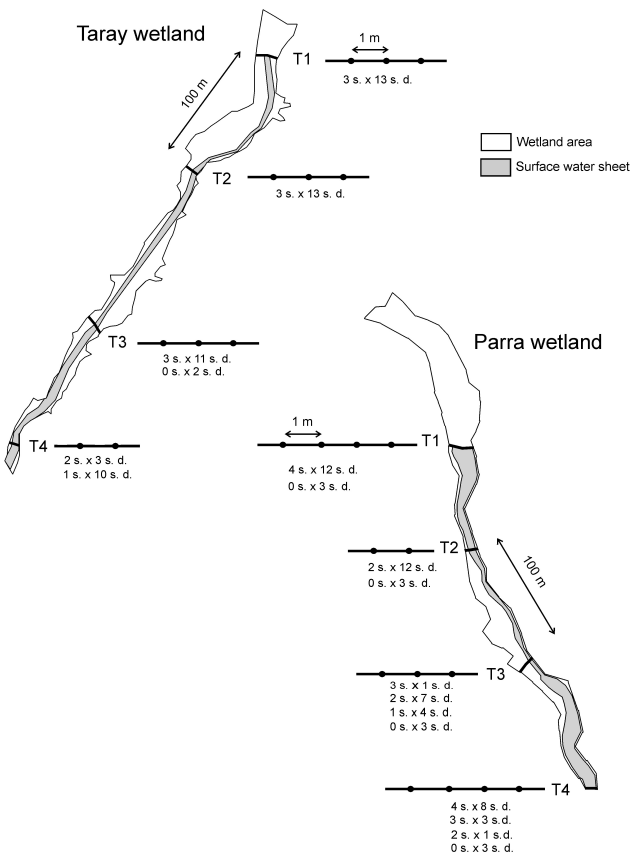 Taray wetland
T1
1 m
3 s. x 13 s. d.
100 m
Wetland area
Surface water sheet
T2
3 s. x 13 s. d.
T3
3 s. x 11 s. d.
0 s. x 2 s. d.
Parra wetland
T4
2 s. x 3 s. d.
1 s. x 10 s. d.
1 m
T1
4 s. x 12 s. d.
0 s. x 3 s. d.
T2
2 s. x 12 s. d.
0 s. x 3 s. d.
100 m
T3
3 s. x 1 s. d.
2 s. x 7 s. d.
1 s. x 4 s. d.
0 s. x 3 s. d.
T4
4 s. x 8 s. d.
3 s. x 3 s. d.
2 s. x 1 s. d.
0 s. x 3 s. d.